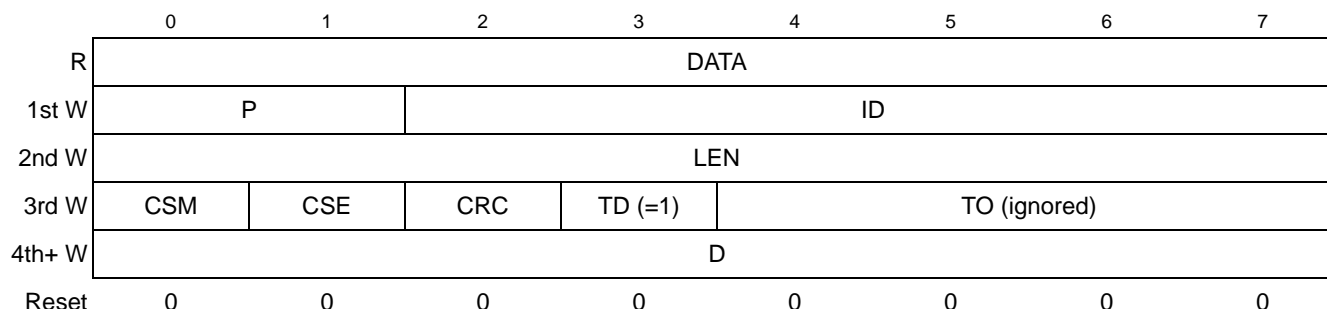 0 1 2 3 4 5 6 7
R DATA
1st W P ID
2nd W LEN
3rd W CSM CSE CRC TD (=1) TO (ignored)
4th+ W D
Reset 0 0 0 0 0 0 0 0